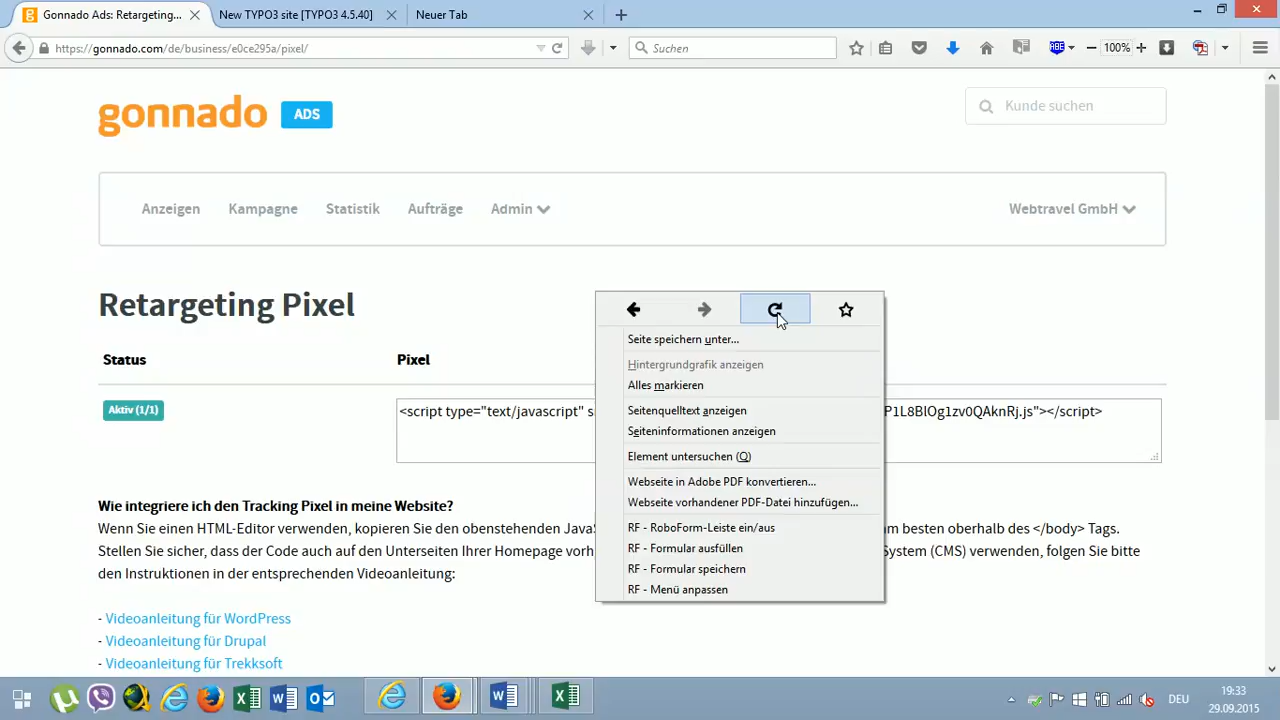 Gonnado Ads: Retargeting...
New TYPO3 site [TYPO3 4.5.40]
Neuer Tab
https://gonnado.com/de/business/e0ce295a/pixel/
Suchen
ABE
100%
gonnado
ADS
Kunde suchen
Anzeigen
Kampagne
Statistik
Aufträge
Admin
Webtravel GmbH
Retargeting Pixel
Status
Pixel
Aktiv (1/1)
<script type="text/javascript" s
P1L8BlOg1zv0QAknRj.js"></script>
Seite speichern unter...
Hintergrundgrafik anzeigen
Alles markieren
Seitenquelltext anzeigen
Seiteninformationen anzeigen
Element untersuchen (Q)
Webseite in Adobe PDF konvertieren...
Webseite vorhandener PDF-Datei hinzufügen...
RF - RoboForm-Leiste ein/aus
RF - Formular ausfüllen
RF - Formular speichern
RF - Menü anpassen
Wie integriere ich den Tracking Pixel in meine Website?
Wenn Sie einen HTML-Editor verwenden, kopieren Sie den obenstehenden JavaS
m besten oberhalb des </body> Tags.
Stellen Sie sicher, dass der Code auch auf den Unterseiten Ihrer Homepage vorh
System (CMS) verwenden, folgen Sie bitte
den Instruktionen in der entsprechenden Videoanleitung:
- Videoanleitung für WordPress
- Videoanleitung für Drupal
- Videoanleitung für Trekksoft
DEU
19:33
29.09.2015